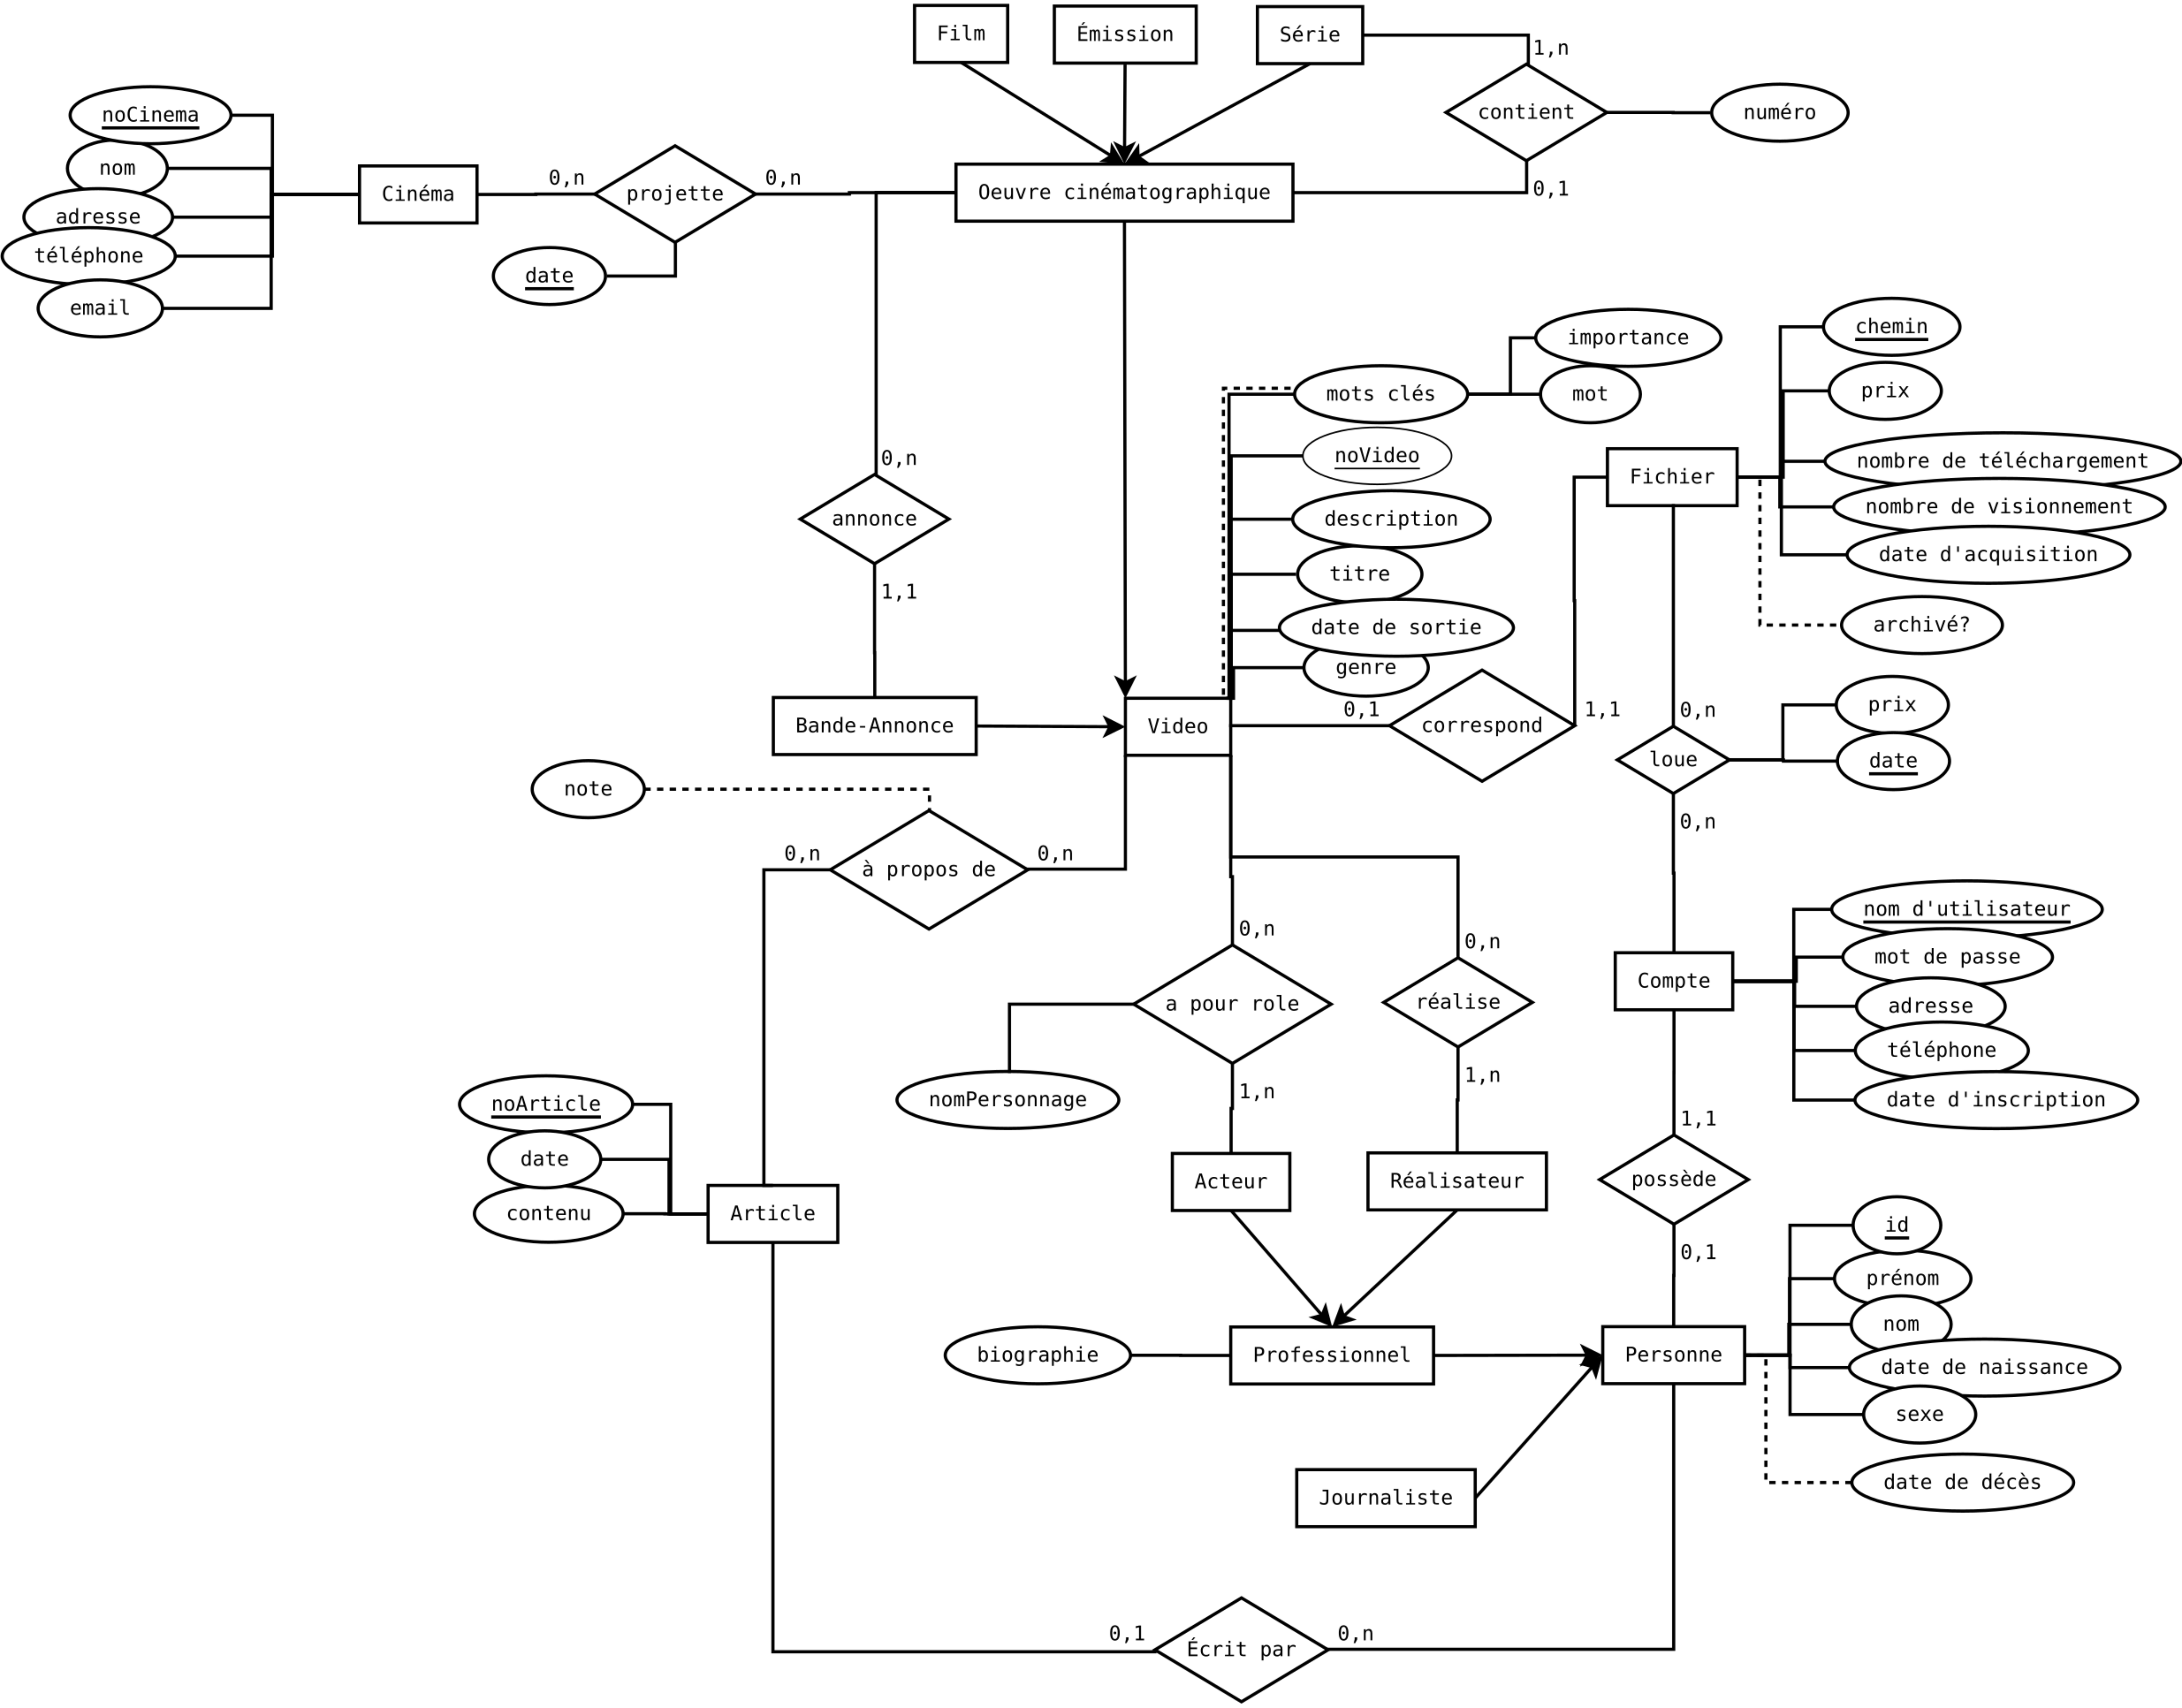 Film
Émission
Série
1,n
contient
numéro
0,1
noCinema
nom
adresse
téléphone
email
Cinéma
0,n
projette
0,n
date
Oeuvre cinématographique
importance
mots clés
mot
noVideo
description
titre
date de sortie
genre
chemin
prix
nombre de téléchargement
nombre de visionnement
date d'acquisition
archivé?
Fichier
0,n
annonce
1,1
Bande-Annonce
Video
0,1
correspond
1,1
0,n
loue
prix
date
0,n
note
0,n
à propos de
0,n
nom d'utilisateur
mot de passe
adresse
téléphone
date d'inscription
Compte
0,n
a pour role
1,n
nomPersonnage
0,n
réalise
1,n
1,1
possède
0,1
noArticle
date
contenu
Article
Acteur
Réalisateur
id
prénom
nom
date de naissance
sexe
date de décès
biographie
Professionnel
Personne
Journaliste
0,1
Écrit par
0,n